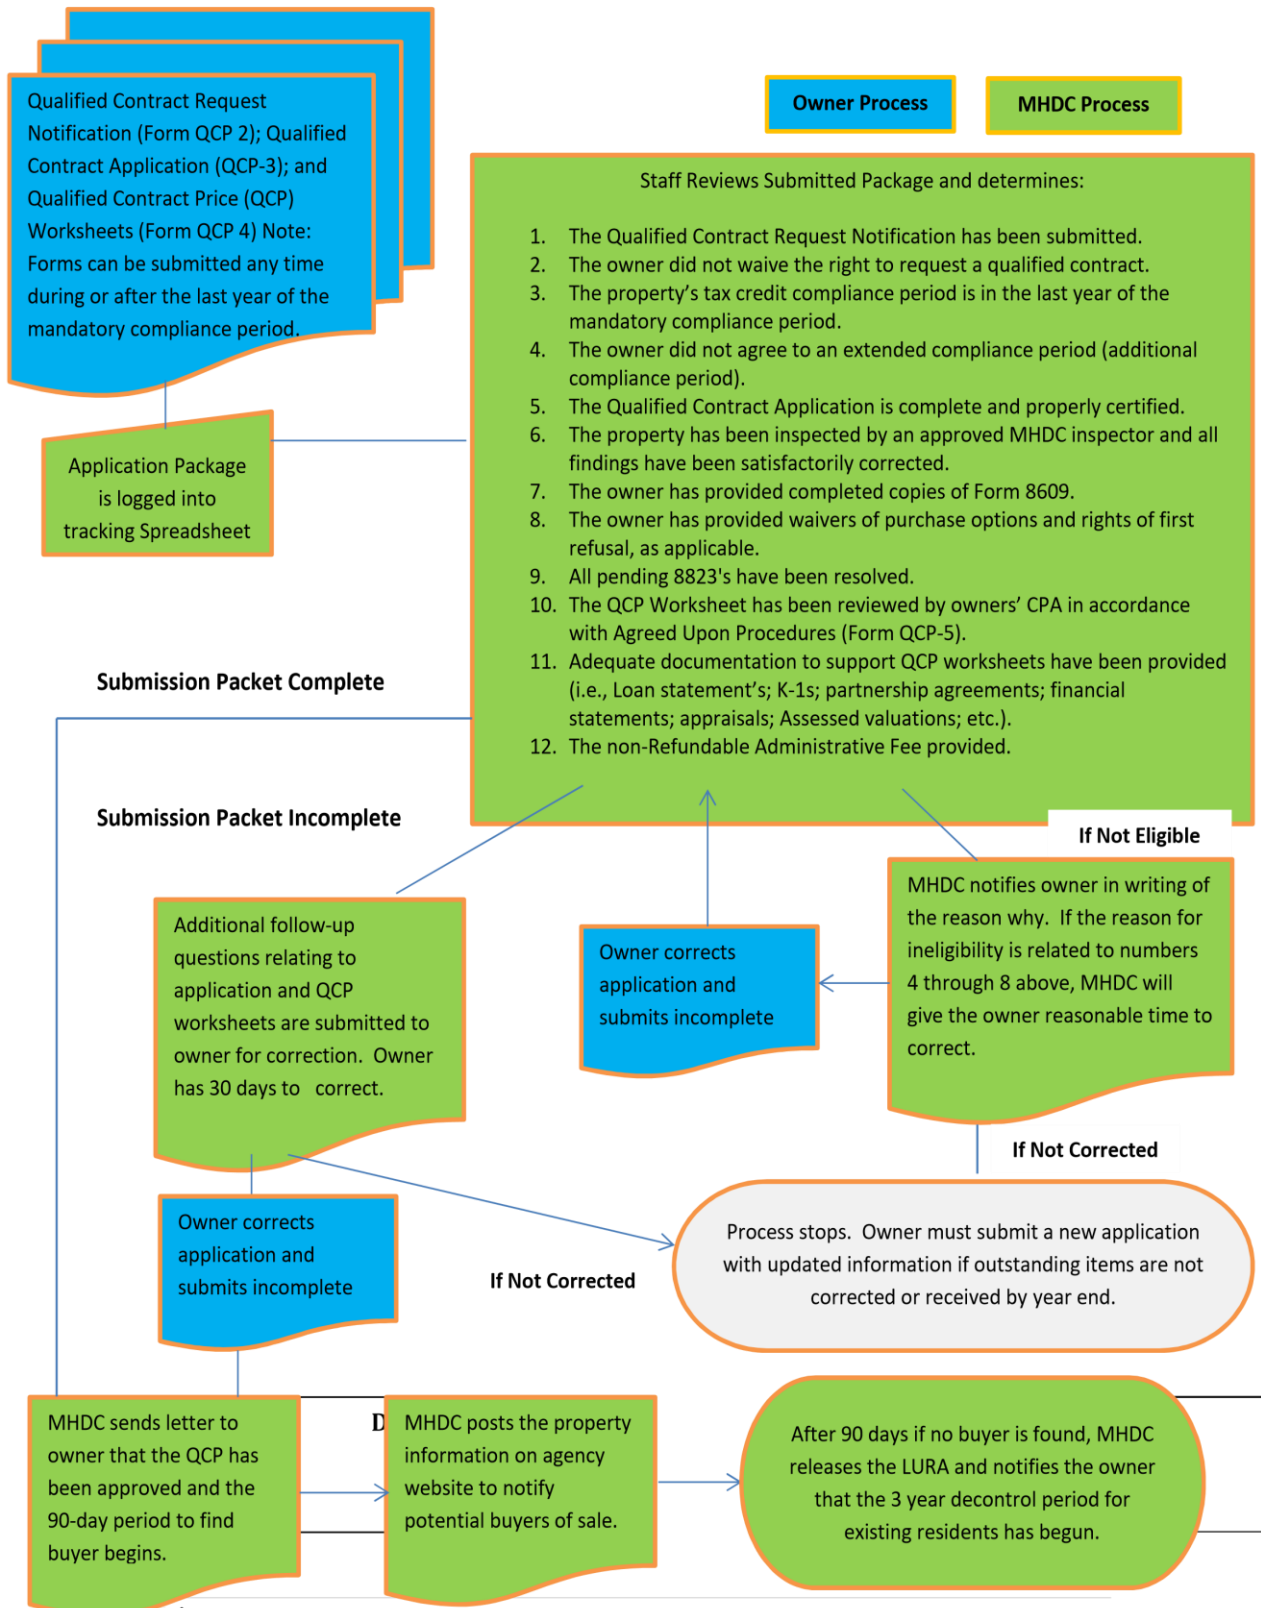 Qualified Contract Request
Notification (Form QCP 2); Qualified
Contract Application (QCP-3); and
Qualified Contract Price (QCP)
Worksheets (Form QCP 4) Note:
Forms can be submitted any time
during or after the last year of the
mandatory compliance period.
Owner Process
MHDC Process
Application Package
is logged into
tracking Spreadsheet
Staff Reviews Submitted Package and determines:
1. The Qualified Contract Request Notification has been submitted.
2. The owner did not waive the right to request a qualified contract.
3. The property's tax credit compliance period is in the last year of the
mandatory compliance period.
4. The owner did not agree to an extended compliance period (additional
compliance period).
5. The Qualified Contract Application is complete and properly certified.
6. The property has been inspected by an approved MHDC inspector and all
findings have been satisfactorily corrected.
7. The owner has provided completed copies of Form 8609.
8. The owner has provided waivers of purchase options and rights of first
refusal, as applicable.
9. All pending 8823's have been resolved.
10. The QCP Worksheet has been reviewed by owners' CPA in accordance
with Agreed Upon Procedures (Form QCP-5).
11. Adequate documentation to support QCP worksheets have been provided
(i.e., Loan statement's; K-1s; partnership agreements; financial
statements; appraisals; Assessed valuations; etc.).
12. The non-Refundable Administrative Fee provided.
Submission Packet Complete
Submission Packet Incomplete
If Not Eligible
Additional follow-up
questions relating to
application and QCP
worksheets are submitted to
owner for correction. Owner
has 30 days to correct.
Owner corrects
application and
submits incomplete
MHDC notifies owner in writing of
the reason why. If the reason for
ineligibility is related to numbers
4 through 8 above, MHDC will
give the owner reasonable time to
correct.
If Not Corrected
Owner corrects
application and
submits incomplete
If Not Corrected
Process stops. Owner must submit a new application
with updated information if outstanding items are not
corrected or received by year end.
MHDC sends letter to
owner that the QCP has
been approved and the
90-day period to find
buyer begins.
D
MHDC posts the property
information on agency
website to notify
potential buyers of sale.
After 90 days if no buyer is found, MHDC
releases the LURA and notifies the owner
that the 3 year decontrol period for
existing residents has begun.